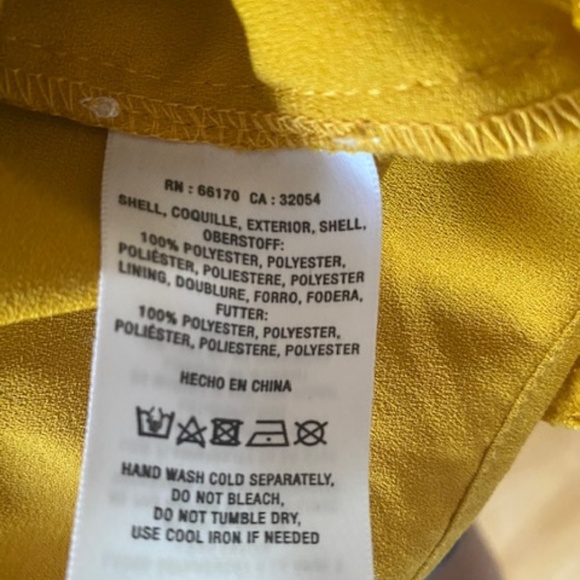 RN : 66170 CA : 32054
SHELL, COQUILLE, EXTERIOR, SHELL,
OBERSTOFF:
100% POLYESTER, POLYESTER,
POLIÉSTER, POLIESTERE, POLYESTER
LINING, DOUBLURE, FORRO, FODERA,
FUTTER:
100% POLYESTER, POLYESTER,
POLIÉSTER, POLIESTERE, POLYESTER
HECHO EN CHINA
HAND WASH COLD SEPARATELY,
DO NOT BLEACH,
DO NOT TUMBLE DRY,
USE COOL IRON IF NEEDED